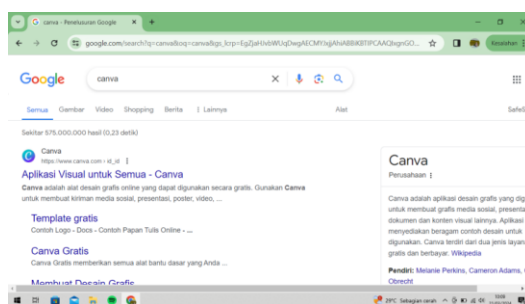 canva - Penelusuran Google
google.com/search?q=canva&oq=canva&gs_lcrp=
Kesalahan
Google
canva
Semua Gambar Video Shopping Berita Lainnya Alat
Sekitar 575.000.000 hasil (0,23 detik)
Canva
https://www.canva.com › id_id
Aplikasi Visual untuk Semua - Canva
Canva adalah alat desain grafis online yang dapat digunakan secara gratis. Gunakan Canva
untuk membuat kiriman media sosial, presentasi, poster, video, ...
Template gratis
Contoh Logo - Docs - Contoh Papan Tulis Online - ...
Canva Gratis
Canva Gratis memberikan semua alat bantu dasar yang Anda ...
Membuat Desain Grafis
Canva
Perusahaan
Canva adalah aplikasi desain grafis yang dig
untuk membuat grafis media sosial, presenta
dokumen dan konten visual lainnya. Aplikasi
menyediakan beragam contoh desain untuk
digunakan. Canva terdiri dari dua jenis layan
gratis dan berbayar. Wikipedia
Pendiri: Melanie Perkins, Cameron Adams,
Obrecht
29°C Sebagian cerah